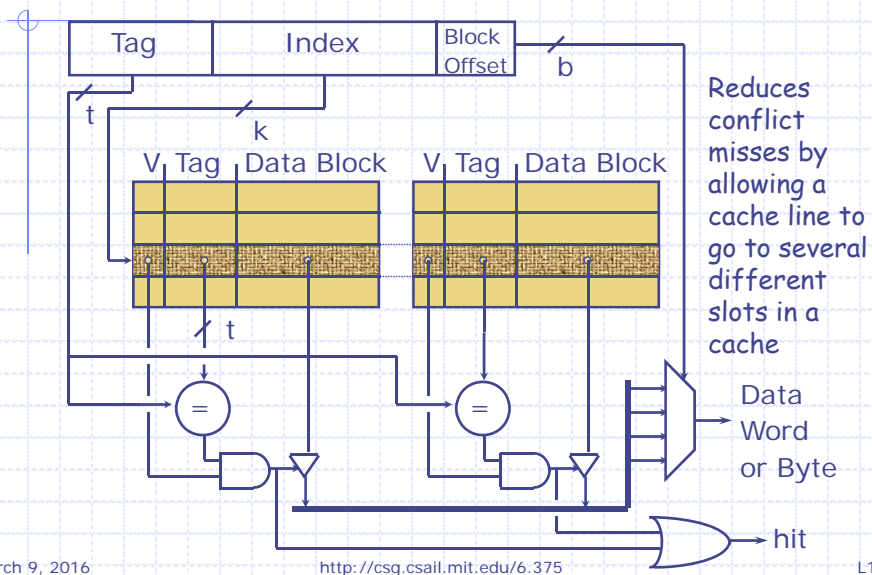 Tag
Index
Block
Offset
b
t
k
Reduces
conflict
misses by
allowing a
cache line to
go to several
different
slots in a
cache
V Tag Data Block
V Tag Data Block
t
=
=
Data
Word
or Byte
hit
rch 9, 2016
http://csg.csail.mit.edu/6.375
L1